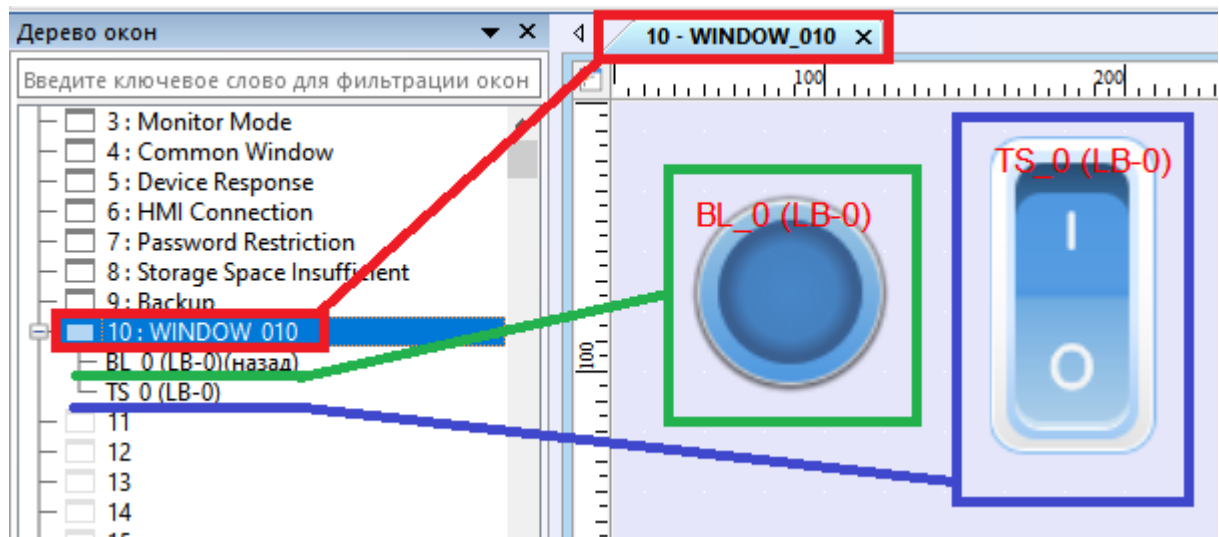 Дерево окон
10 - WINDOW_010
Введите ключевое слово для фильтрации окон
100
200
3 : Monitor Mode
4 : Common Window
5 : Device Response
6 : HMI Connection
7 : Password Restriction
8 : Storage Space Insufficient
9 : Backup
10 : WINDOW_010
BL_0 (LB-0)(назад)
TS_0 (LB-0)
11
12
13
14
100
BL_0 (LB-0)
TS_0 (LB-0)
I
O